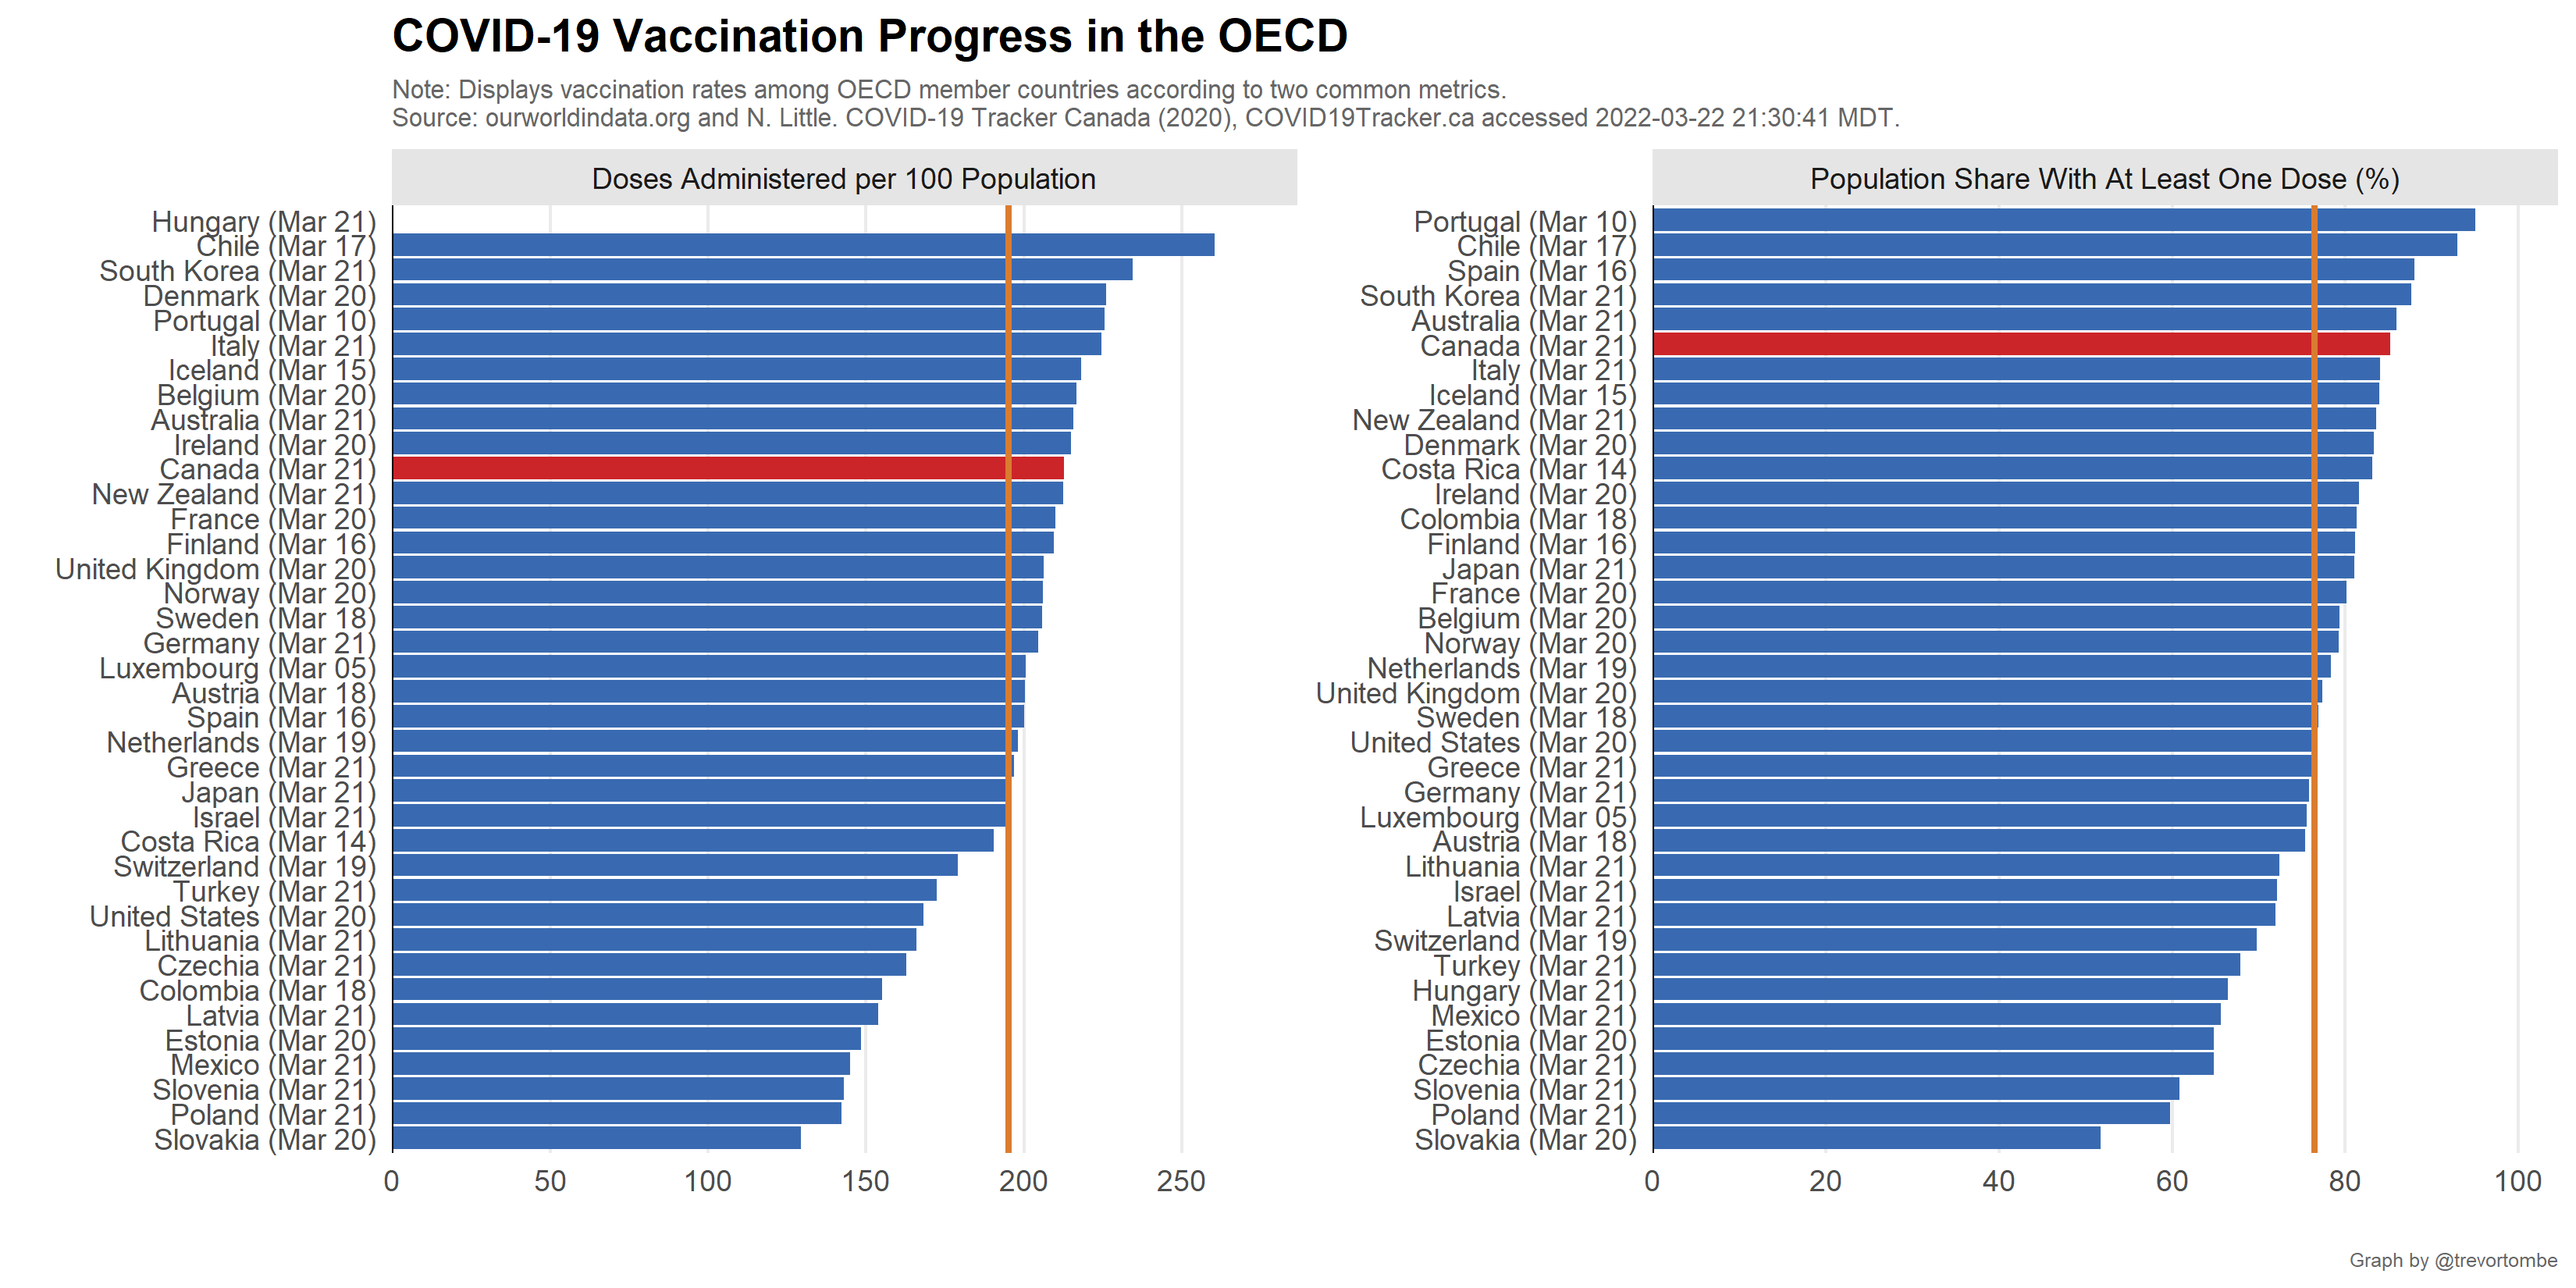 COVID-19 Vaccination Progress in the OECD
Note: Displays vaccination rates among OECD member countries according to two common metrics.
Source: ourworldindata.org and N. Little. COVID-19 Tracker Canada (2020), COVID19Tracker.ca accessed 2022-03-22 21:30:41 MDT.
Doses Administered per 100 Population
Hungary (Mar 21)
Chile (Mar 17)
South Korea (Mar 21)
Denmark (Mar 20)
Portugal (Mar 10)
Italy (Mar 21)
Iceland (Mar 15)
Belgium (Mar 20)
Australia (Mar 21)
Ireland (Mar 20)
Canada (Mar 21)
New Zealand (Mar 21)
France (Mar 20)
Finland (Mar 16)
United Kingdom (Mar 20)
Norway (Mar 20)
Sweden (Mar 18)
Germany (Mar 21)
Luxembourg (Mar 05)
Austria (Mar 18)
Spain (Mar 16)
Netherlands (Mar 19)
Greece (Mar 21)
Japan (Mar 21)
Israel (Mar 21)
Costa Rica (Mar 14)
Switzerland (Mar 19)
Turkey (Mar 21)
United States (Mar 20)
Lithuania (Mar 21)
Czechia (Mar 21)
Colombia (Mar 18)
Latvia (Mar 21)
Estonia (Mar 20)
Mexico (Mar 21)
Slovenia (Mar 21)
Poland (Mar 21)
Slovakia (Mar 20)
0 50 100 150 200 250
Population Share With At Least One Dose (%)
Portugal (Mar 10)
Chile (Mar 17)
Spain (Mar 16)
South Korea (Mar 21)
Australia (Mar 21)
Canada (Mar 21)
Italy (Mar 21)
Iceland (Mar 15)
New Zealand (Mar 21)
Denmark (Mar 20)
Costa Rica (Mar 14)
Ireland (Mar 20)
Colombia (Mar 18)
Finland (Mar 16)
Japan (Mar 21)
France (Mar 20)
Belgium (Mar 20)
Norway (Mar 20)
Netherlands (Mar 19)
United Kingdom (Mar 20)
Sweden (Mar 18)
United States (Mar 20)
Greece (Mar 21)
Germany (Mar 21)
Luxembourg (Mar 05)
Austria (Mar 18)
Lithuania (Mar 21)
Israel (Mar 21)
Latvia (Mar 21)
Switzerland (Mar 19)
Turkey (Mar 21)
Hungary (Mar 21)
Mexico (Mar 21)
Estonia (Mar 20)
Czechia (Mar 21)
Slovenia (Mar 21)
Poland (Mar 21)
Slovakia (Mar 20)
0 20 40 60 80 100
Graph by @trevortombe